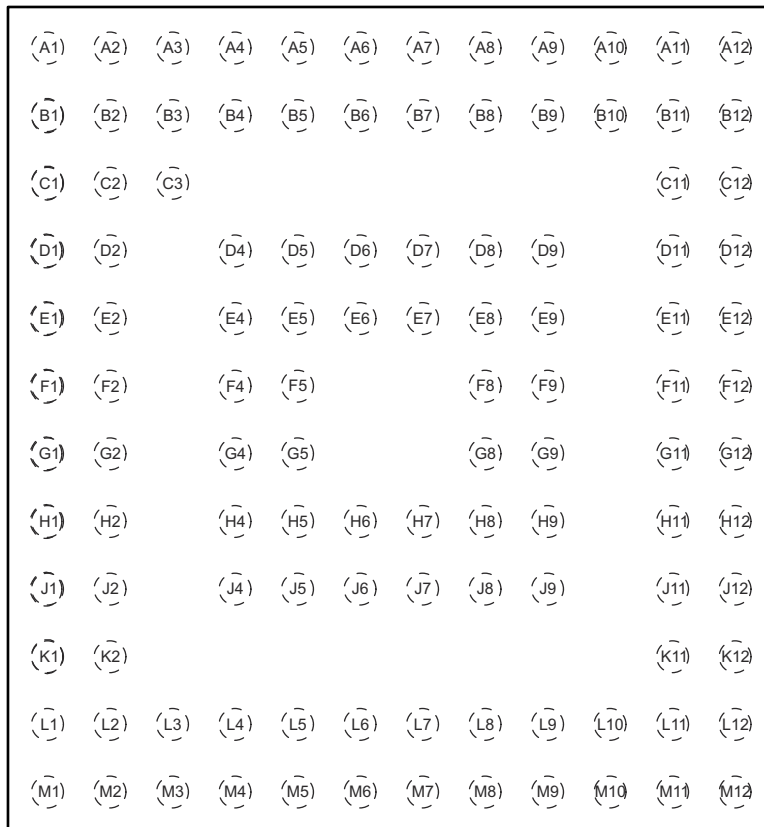 A1 A2 A3 A4 A5 A6 A7 A8 A9 A10 A11 A12
B1 B2 B3 B4 B5 B6 B7 B8 B9 B10 B11 B12
C1 C2 C3 C11 C12
D1 D2 D4 D5 D6 D7 D8 D9 D11 D12
E1 E2 E4 E5 E6 E7 E8 E9 E11 E12
F1 F2 F4 F5 F8 F9 F11 F12
G1 G2 G4 G5 G8 G9 G11 G12
H1 H2 H4 H5 H6 H7 H8 H9 H11 H12
J1 J2 J4 J5 J6 J7 J8 J9 J11 J12
K1 K2 K11 K12
L1 L2 L3 L4 L5 L6 L7 L8 L9 L10 L11 L12
M1 M2 M3 M4 M5 M6 M7 M8 M9 M10 M11 M12